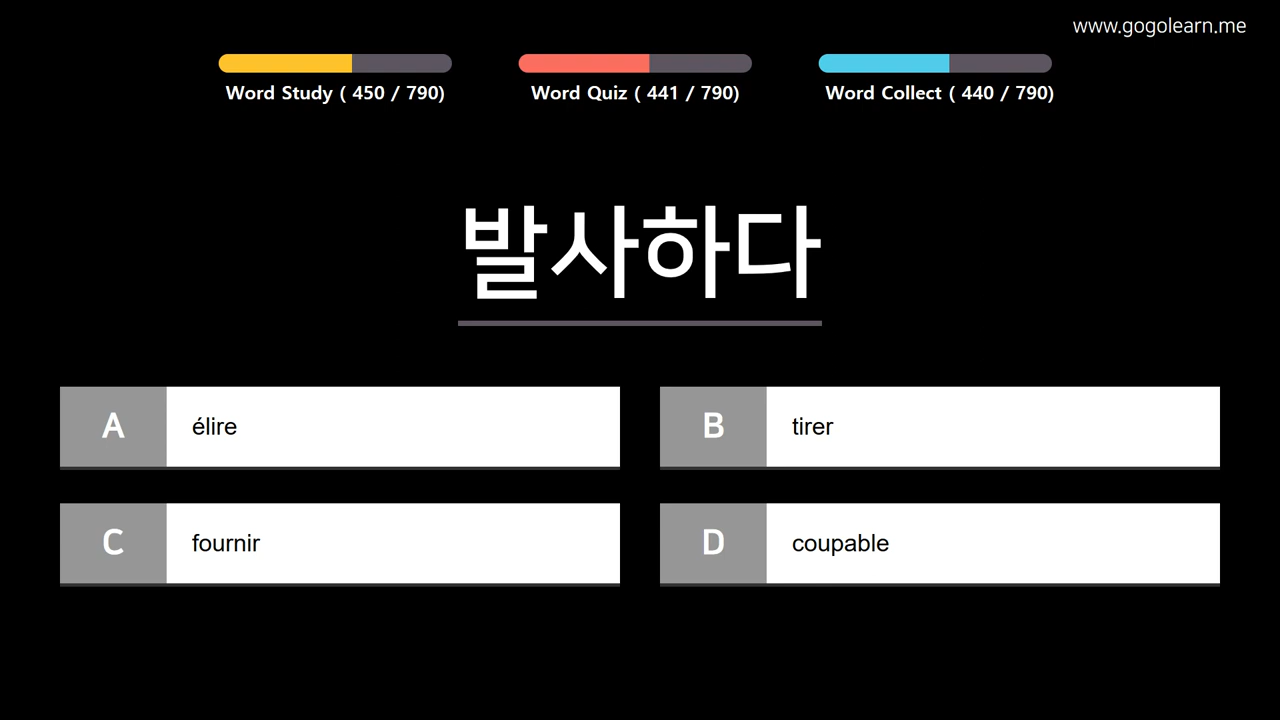 www.gogolearn.me
Word Study ( 450 / 790)
Word Quiz ( 441 / 790)
Word Collect ( 440 / 790)
발사하다
A élire
B tirer
C fournir
D coupable